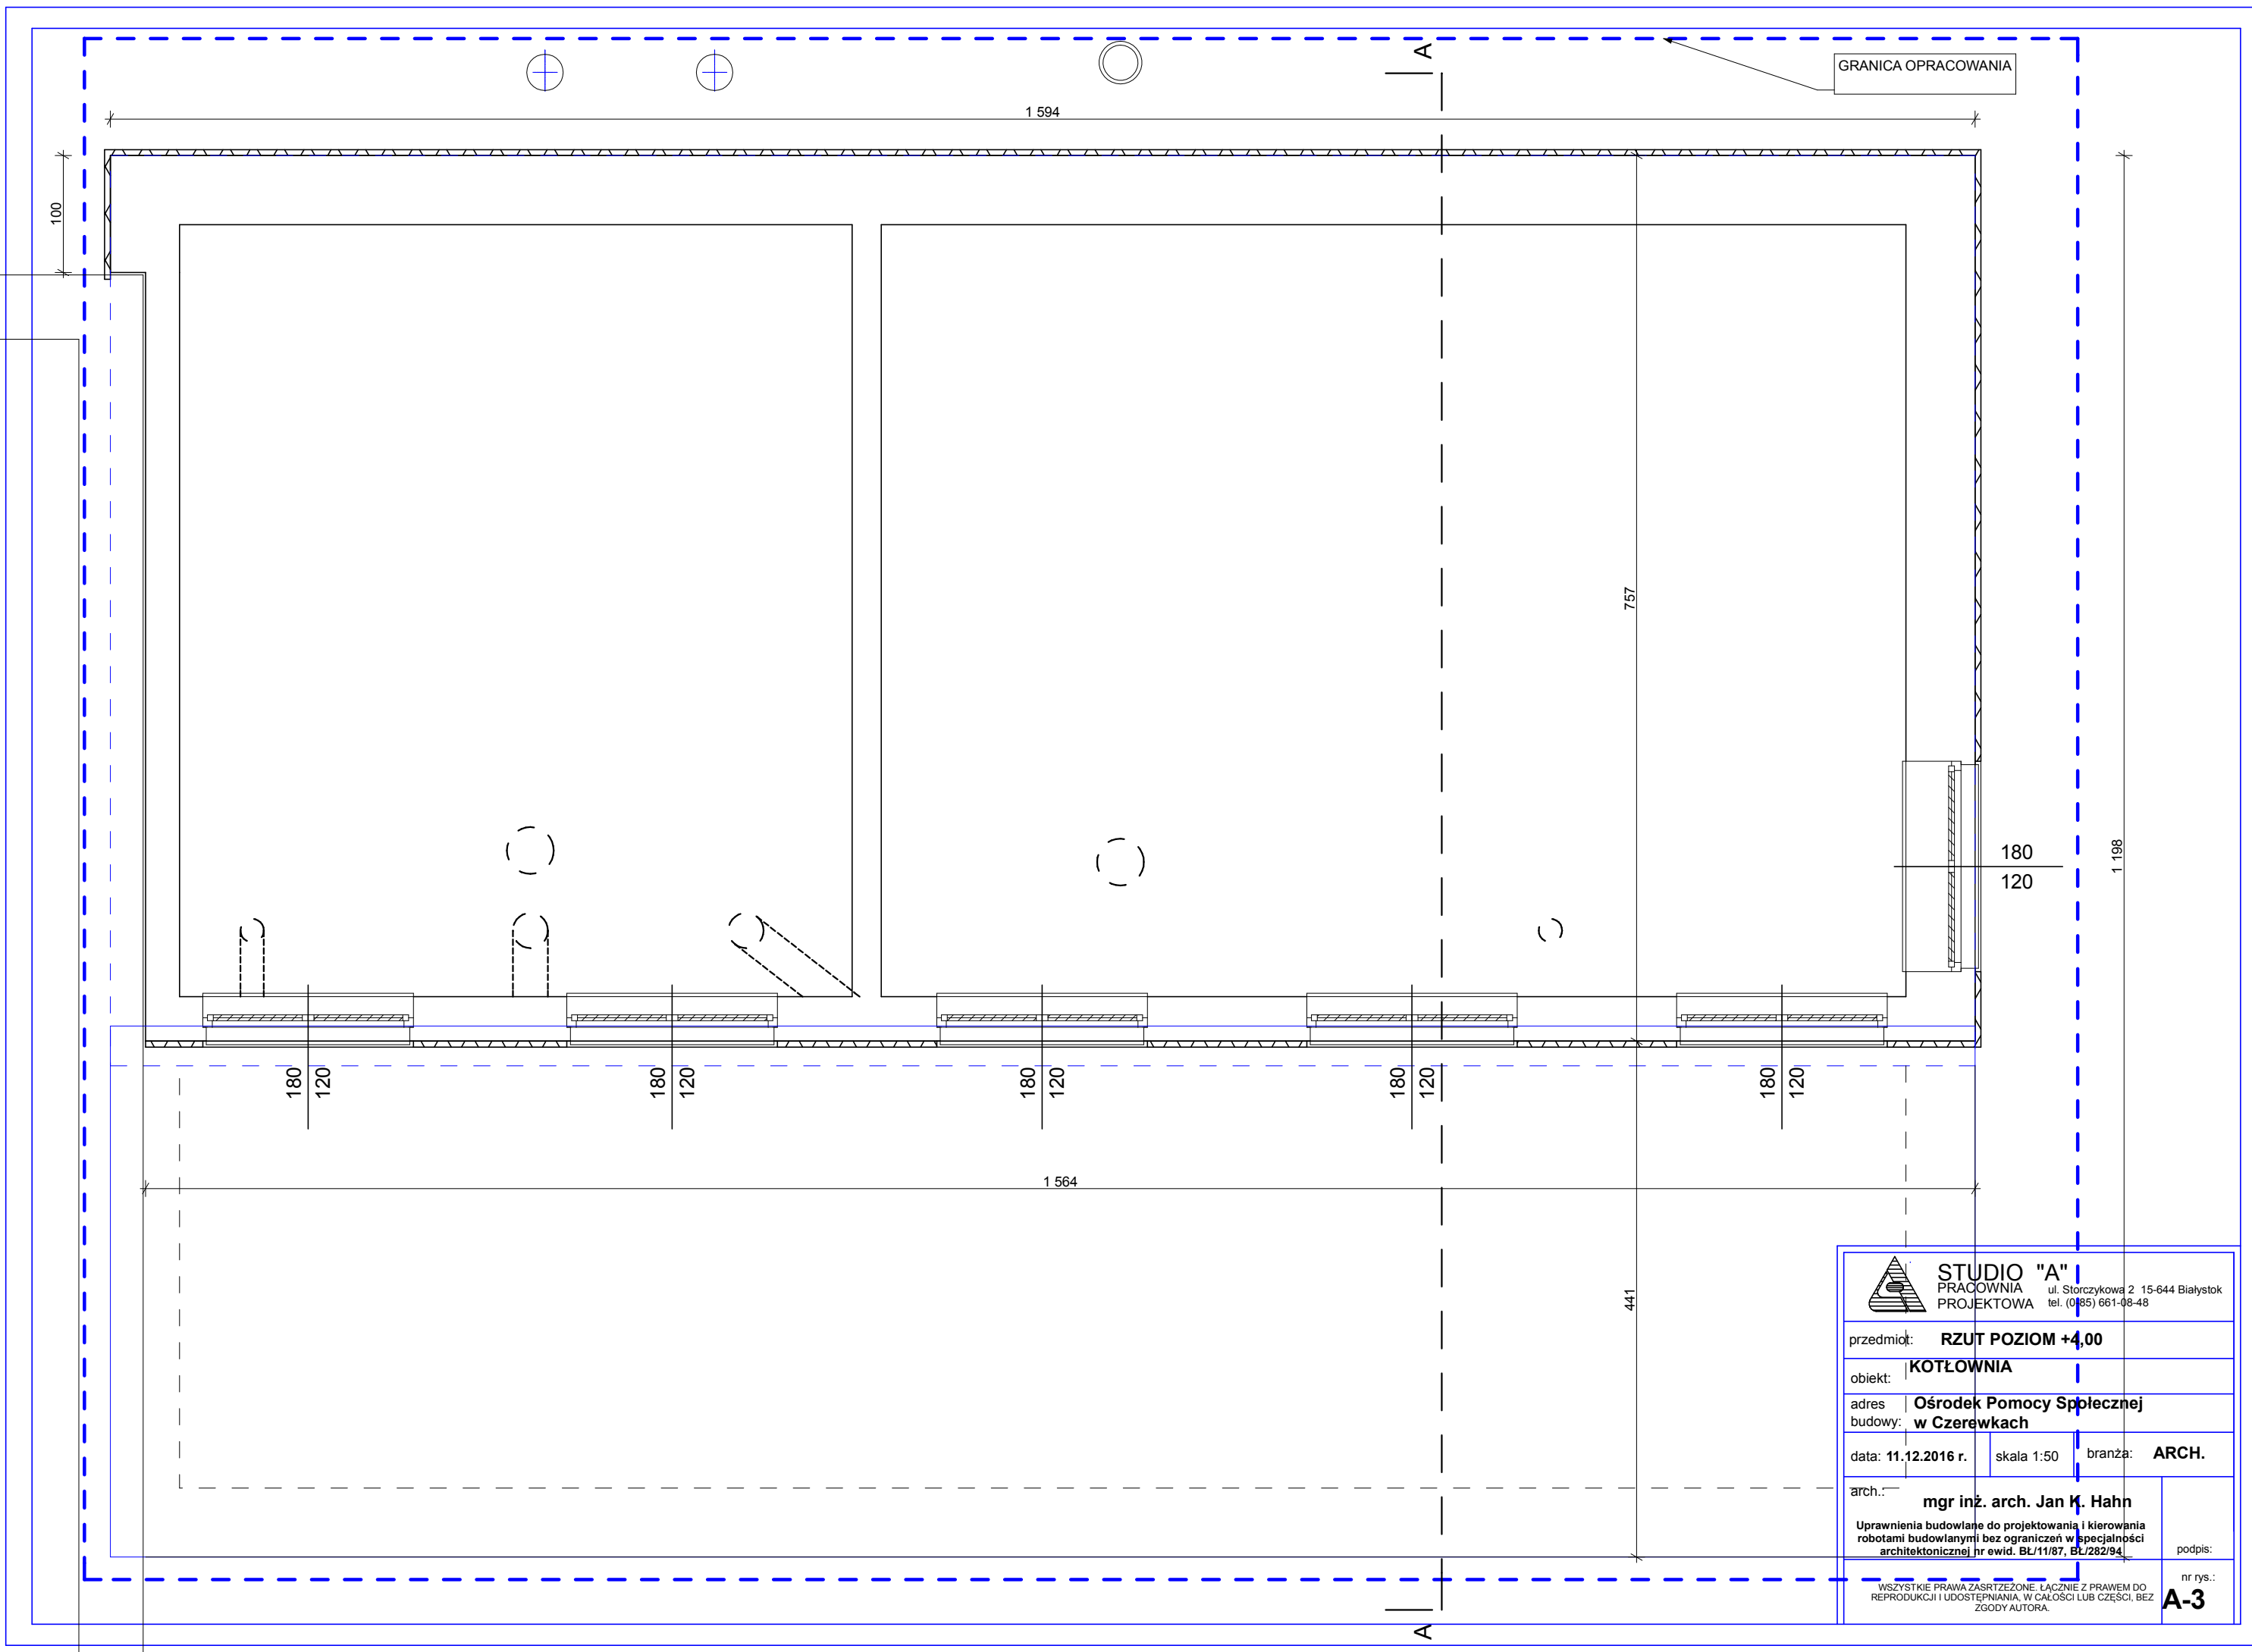 A
GRANICA OPRACOWANIA
1 594
100
757
1 198
180
120
180
120
180
120
180
120
180
120
180
120
1 564
441
STUDIO "A"
PRACOWNIA
PROJEKTOWA
ul. Storczykowa 2 15-644 Białystok
tel. (0 85) 661-08-48
przedmiot: RZUT POZIOM +4,00
obiekt: KOTŁOWNIA
adres budowy: Ośrodek Pomocy Społecznej
w Czerewkach
data: 11.12.2016 r. skala 1:50 branża: ARCH.
arch.:
mgr inż. arch. Jan K. Hahn
Uprawnienia budowlane do projektowania i kierowania
robotami budowlanymi bez ograniczeń w specjalności
architektonicznej nr ewid. BŁ/11/87, BŁ/282/94
podpis:
WSZYSTKIE PRAWA ZASRTZEŻONE. ŁĄCZNIE Z PRAWEM DO
REPRODUKCJI I UDOSTĘPNIANIA, W CAŁOŚCI LUB CZĘŚCI, BEZ
ZGODY AUTORA.
nr rys.:
A-3
A